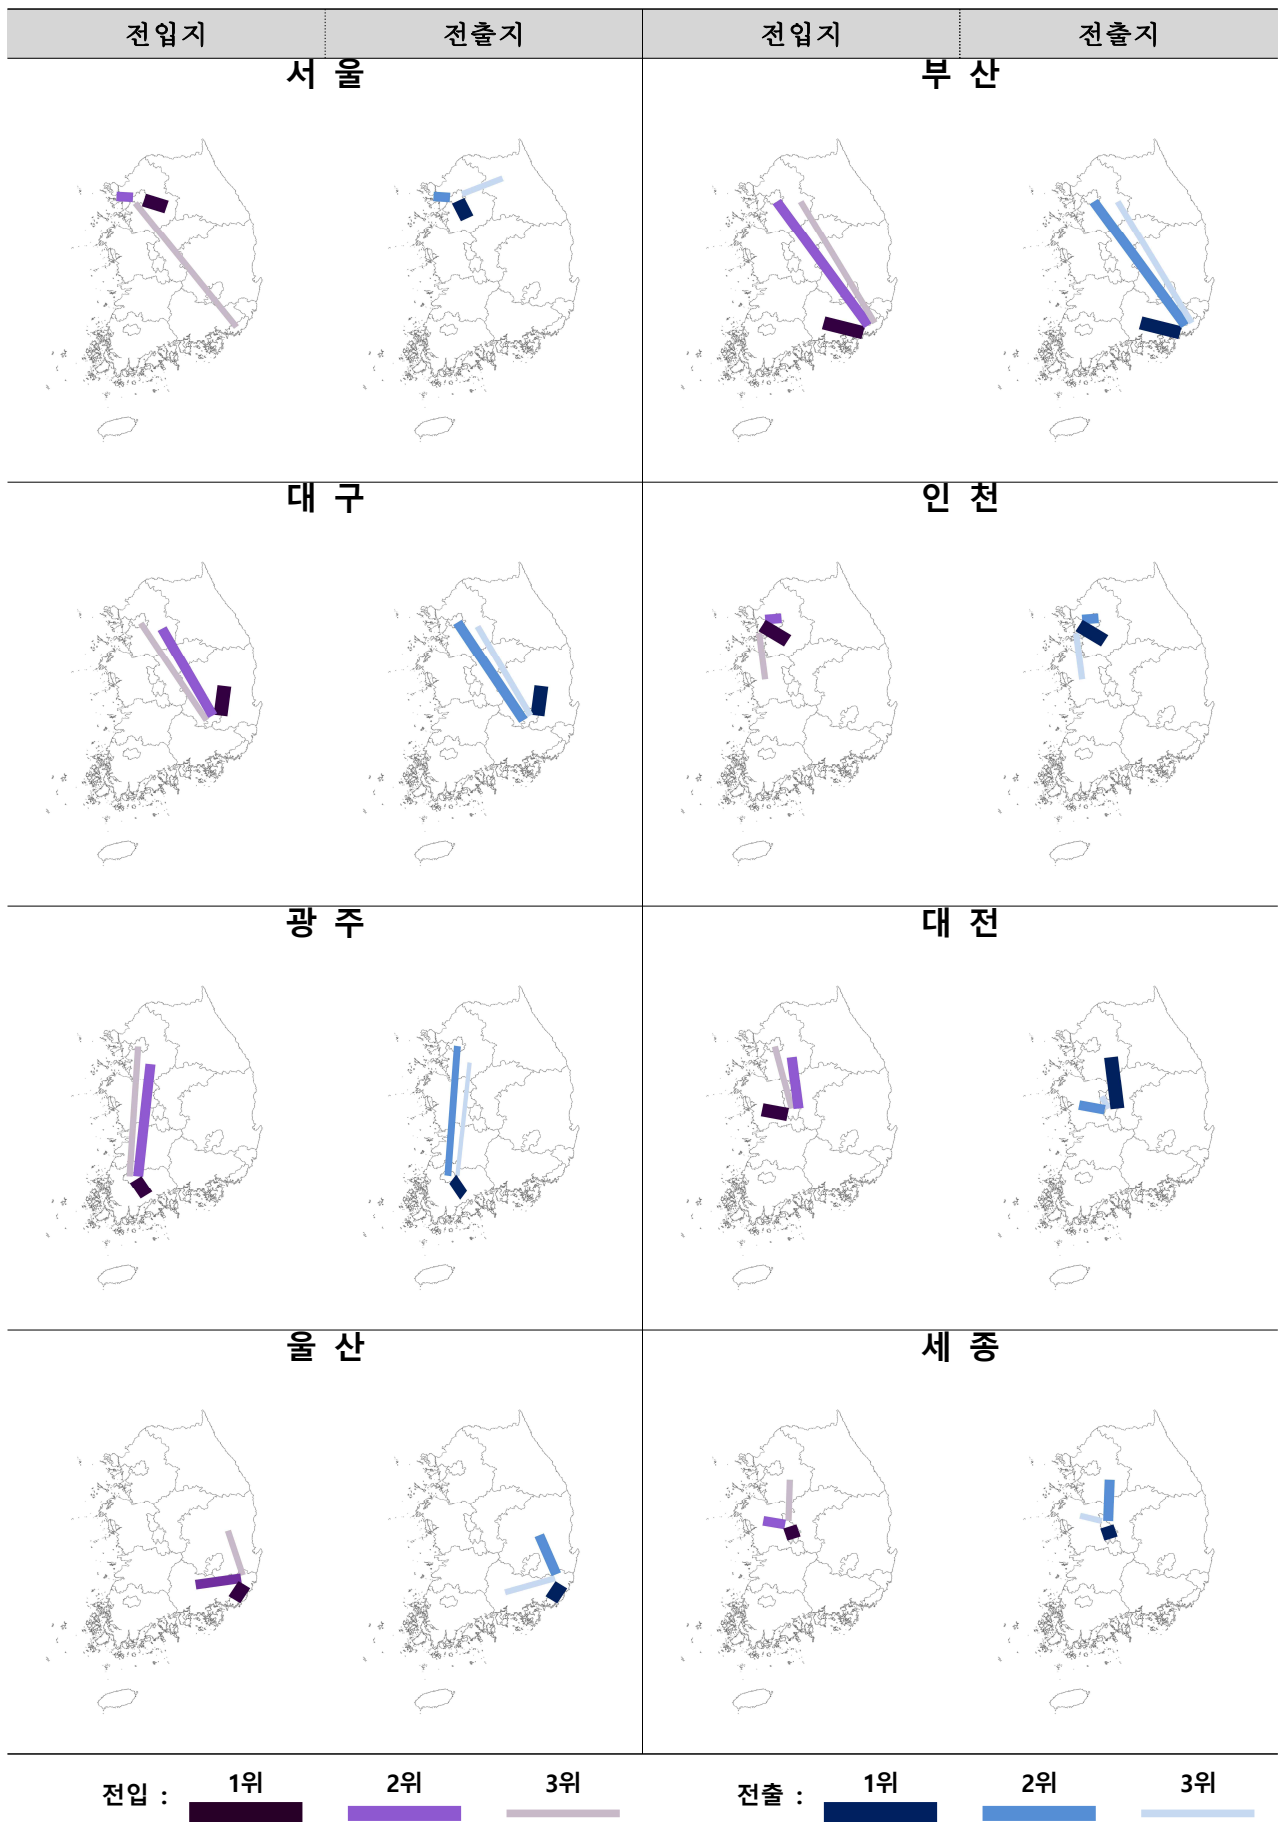 전입지 전출지 전입지 전출지
서 울 부 산
대 구 인 천
광 주 대 전
울 산 세 종
전입 : 1위 2위 3위 전출 : 1위 2위 3위